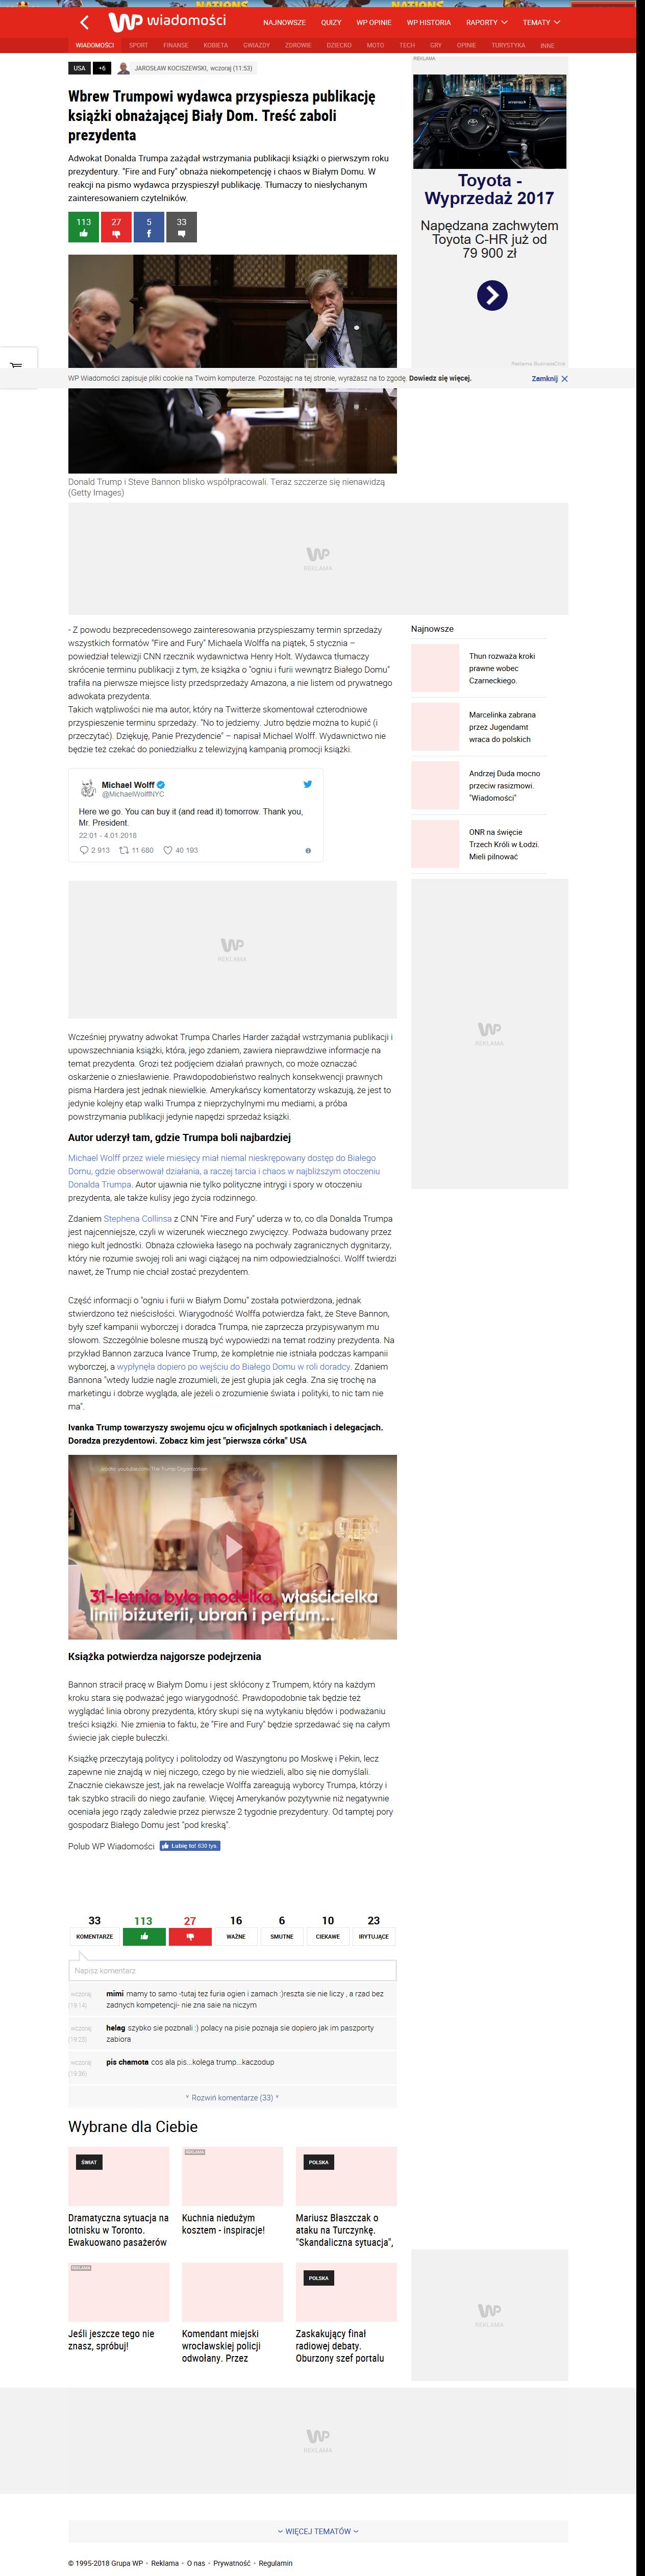 wiadomości
NAJNOWSZE QUIZY WP OPINIE WP HISTORIA RAPORTY TEMATY
WIADOMOŚCI SPORT FINANSE KOBIETA GWIAZDY ZDROWIE DZIECKO MOTO TECH GRY OPINIE TURYSTYKA INNE
USA +6 JAROSŁAW KOCISZEWSKI, wczoraj (11:53)
Wbrew Trumpowi wydawca przyspiesza publikację
książki obnażającej Biały Dom. Treść zaboli
prezydenta
Adwokat Donalda Trumpa zażądał wstrzymania publikacji książki o pierwszym roku
prezydentury. "Fire and Fury" obnaża niekompetencję i chaos w Białym Domu. W
reakcji na pismo wydawca przyspieszył publikację. Tłumaczy to niesłychanym
zainteresowaniem czytelników.
113 27 5 33
REKLAMA
Toyota -
Wyprzedaż 2017
Napędzana zachwytem
Toyota C-HR już od
79 900 zł
Reklama BusinessClick
WP Wiadomości zapisuje pliki cookie na Twoim komputerze. Pozostając na tej stronie, wyrażasz na to zgodę. Dowiedz się więcej. Zamknij
Donald Trump i Steve Bannon blisko współpracowali. Teraz szczerze się nienawidzą
(Getty Images)
REKLAMA
- Z powodu bezprecedensowego zainteresowania przyspieszamy termin sprzedaży
wszystkich formatów "Fire and Fury" Michaela Wolffa na piątek, 5 stycznia –
powiedział telewizji CNN rzecznik wydawnictwa Henry Holt. Wydawca tłumaczy
skrócenie terminu publikacji z tym, że książka o "ogniu i furii wewnątrz Białego Domu"
trafiła na pierwsze miejsce listy przedsprzedaży Amazona, a nie listem od prywatnego
adwokata prezydenta.
Takich wątpliwości nie ma autor, który na Twitterze skomentował czterodniowe
przyspieszenie terminu sprzedaży. "No to jedziemy. Jutro będzie można to kupić (i
przeczytać). Dziękuję, Panie Prezydencie" – napisał Michael Wolff. Wydawnictwo nie
będzie też czekać do poniedziałku z telewizyjną kampanią promocji książki.
Michael Wolff
@MichaelWolffNYC
Here we go. You can buy it (and read it) tomorrow. Thank you,
Mr. President.
22.01 - 4.01.2018
2 913 11 680 40 193
Najnowsze
Thun rozważa kroki
prawne wobec
Czarneckiego.
Marcelinka zabrana
przez Jugendamt
wraca do polskich
Andrzej Duda mocno
przeciw rasizmowi.
"Wiadomości"
ONR na święcie
Trzech Króli w Łodzi.
Mieli pilnować
REKLAMA
REKLAMA
Wcześniej prywatny adwokat Trumpa Charles Harder zażądał wstrzymania publikacji i
upowszechniania książki, która, jego zdaniem, zawiera nieprawdziwe informacje na
temat prezydenta. Grozi też podjęciem działań prawnych, co może oznaczać
oskarżenie o zniesławienie. Prawdopodobieństwo realnych konsekwencji prawnych
pisma Hardera jest jednak niewielkie. Amerykańscy komentatorzy wskazują, że jest to
jedynie kolejny etap walki Trumpa z nieprzychylnymi mu mediami, a próba
powstrzymania publikacji jedynie napędzi sprzedaż książki.
Autor uderzył tam, gdzie Trumpa boli najbardziej
Michael Wolff przez wiele miesięcy miał niemal nieskrępowany dostęp do Białego
Domu, gdzie obserwował działania, a raczej tarcia i chaos w najbliższym otoczeniu
Donalda Trumpa. Autor ujawnia nie tylko polityczne intrygi i spory w otoczeniu
prezydenta, ale także kulisy jego życia rodzinnego.
Zdaniem Stephena Collinsa z CNN "Fire and Fury" uderza w to, co dla Donalda Trumpa
jest najcenniejsze, czyli w wizerunek wiecznego zwycięzcy. Podważa budowany przez
niego kult jednostki. Obnaża człowieka łasego na pochwały zagranicznych dygnitarzy,
który nie rozumie swojej roli ani wagi ciążącej na nim odpowiedzialności. Wolff twierdzi
nawet, że Trump nie chciał zostać prezydentem.
Część informacji o "ogniu i furii w Białym Domu" została potwierdzona, jednak
stwierdzono też nieścisłości. Wiarygodność Wolffa potwierdza fakt, że Steve Bannon,
były szef kampanii wyborczej i doradca Trumpa, nie zaprzecza przypisywanym mu
słowom. Szczególnie bolesne muszą być wypowiedzi na temat rodziny prezydenta. Na
przykład Bannon zarzuca Ivance Trump, że kompletnie nie istniała podczas kampanii
wyborczej, a wypłynęła dopiero po wejściu do Białego Domu w roli doradcy. Zdaniem
Bannona "wtedy ludzie nagle zrozumieli, że jest głupia jak cegła. Zna się trochę na
marketingu i dobrze wygląda, ale jeżeli o zrozumienie świata i polityki, to nic tam nie
ma".
Ivanka Trump towarzyszy swojemu ojcu w oficjalnych spotkaniach i delegacjach.
Doradza prezydentowi. Zobacz kim jest "pierwsza córka" USA
źródło: youtube.com: The Trump Organization
31-letnia była modelka, właścicielka
linii biżuterii, ubrań i perfum...
Książka potwierdza najgorsze podejrzenia
Bannon stracił pracę w Białym Domu i jest skłócony z Trumpem, który na każdym
kroku stara się podważać jego wiarygodność. Prawdopodobnie tak będzie też
wyglądać linia obrony prezydenta, który skupi się na wytykaniu błędów i podważaniu
treści książki. Nie zmienia to faktu, że "Fire and Fury" będzie sprzedawać się na całym
świecie jak ciepłe bułeczki.
Książkę przeczytają politycy i politolodzy od Waszyngtonu po Moskwę i Pekin, lecz
zapewne nie znajdą w niej niczego, czego by nie wiedzieli, albo się nie domyślali.
Znacznie ciekawsze jest, jak na rewelacje Wolffa zareagują wyborcy Trumpa, którzy i
tak szybko stracili do niego zaufanie. Więcej Amerykanów pozytywnie niż negatywnie
oceniała jego rządy zaledwie przez pierwsze 2 tygodnie prezydentury. Od tamptej pory
gospodarz Białego Domu jest "pod kreską".
Polub WP Wiadomości Lubię to! 630 tys.
33 113 27 16 6 10 23
KOMENTARZE WAŻNE SMUTNE CIEKAWE IRYTUJĄCE
Napisz komentarz
wczoraj (19:14) mimi mamy to samo -tutaj tez furia ogien i zamach :)reszta sie nie liczy , a rzad bez
zadnych kompetencji- nie zna saie na niczym
wczoraj (19:25) helag szybko sie pozbnali :) polacy na pisie poznaja sie dopiero jak im paszporty
zabiora
wczoraj (19:36) pis chamota cos ala pis...kolega trump...kaczodup
Rozwiń komentarze (33)
Wybrane dla Ciebie
ŚWIAT
Dramatyczna sytuacja na
lotnisku w Toronto.
Ewakuowano pasażerów
REKLAMA
Kuchnia niedużym
kosztem - inspiracje!
POLSKA
Mariusz Błaszczak o
ataku na Turczynkę.
"Skandaliczna sytuacja",
REKLAMA
Jeśli jeszcze tego nie
znasz, spróbuj!
Komendant miejski
wrocławskiej policji
odwołany. Przez
POLSKA
Zaskakujący finał
radiowej debaty.
Oburzony szef portalu
REKLAMA
REKLAMA
WIĘCEJ TEMATÓW
© 1995-2018 Grupa WP • Reklama • O nas • Prywatność • Regulamin